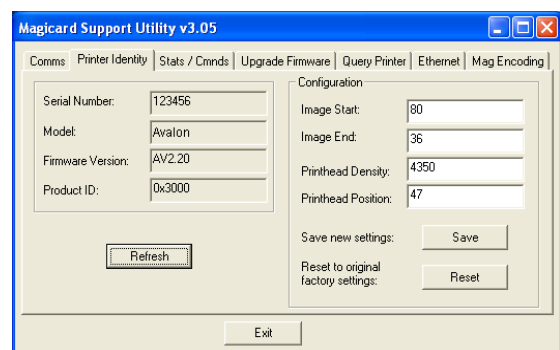 Magicard Support Utility v3.05
Comms Printer Identity Stats / Cmnds Upgrade Firmware Query Printer Ethernet Mag Encoding
Serial Number: 123456
Model: Avalon
Firmware Version: AV2.20
Product ID: 0x3000
Refresh
Configuration
Image Start: 80
Image End: 36
Printhead Density: 4350
Printhead Position: 47
Save new settings: Save
Reset to original
factory settings: Reset
Exit